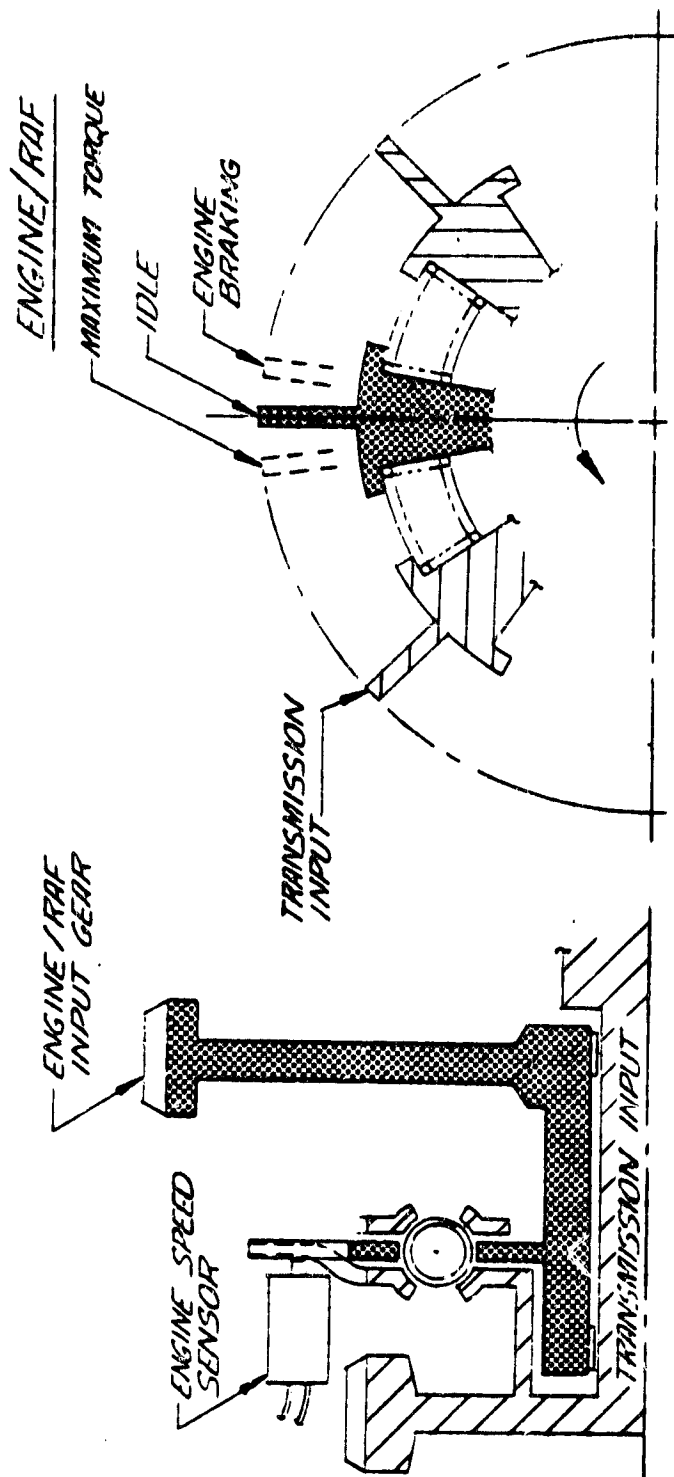 ENGINE/RAF
INPUT GEAR
ENGINE SPEED
SENSOR
TRANSMISSION INPUT
ENGINE/RAF
MAXIMUM TORQUE
IDLE
ENGINE
BRAKING
TRANSMISSION
INPUT